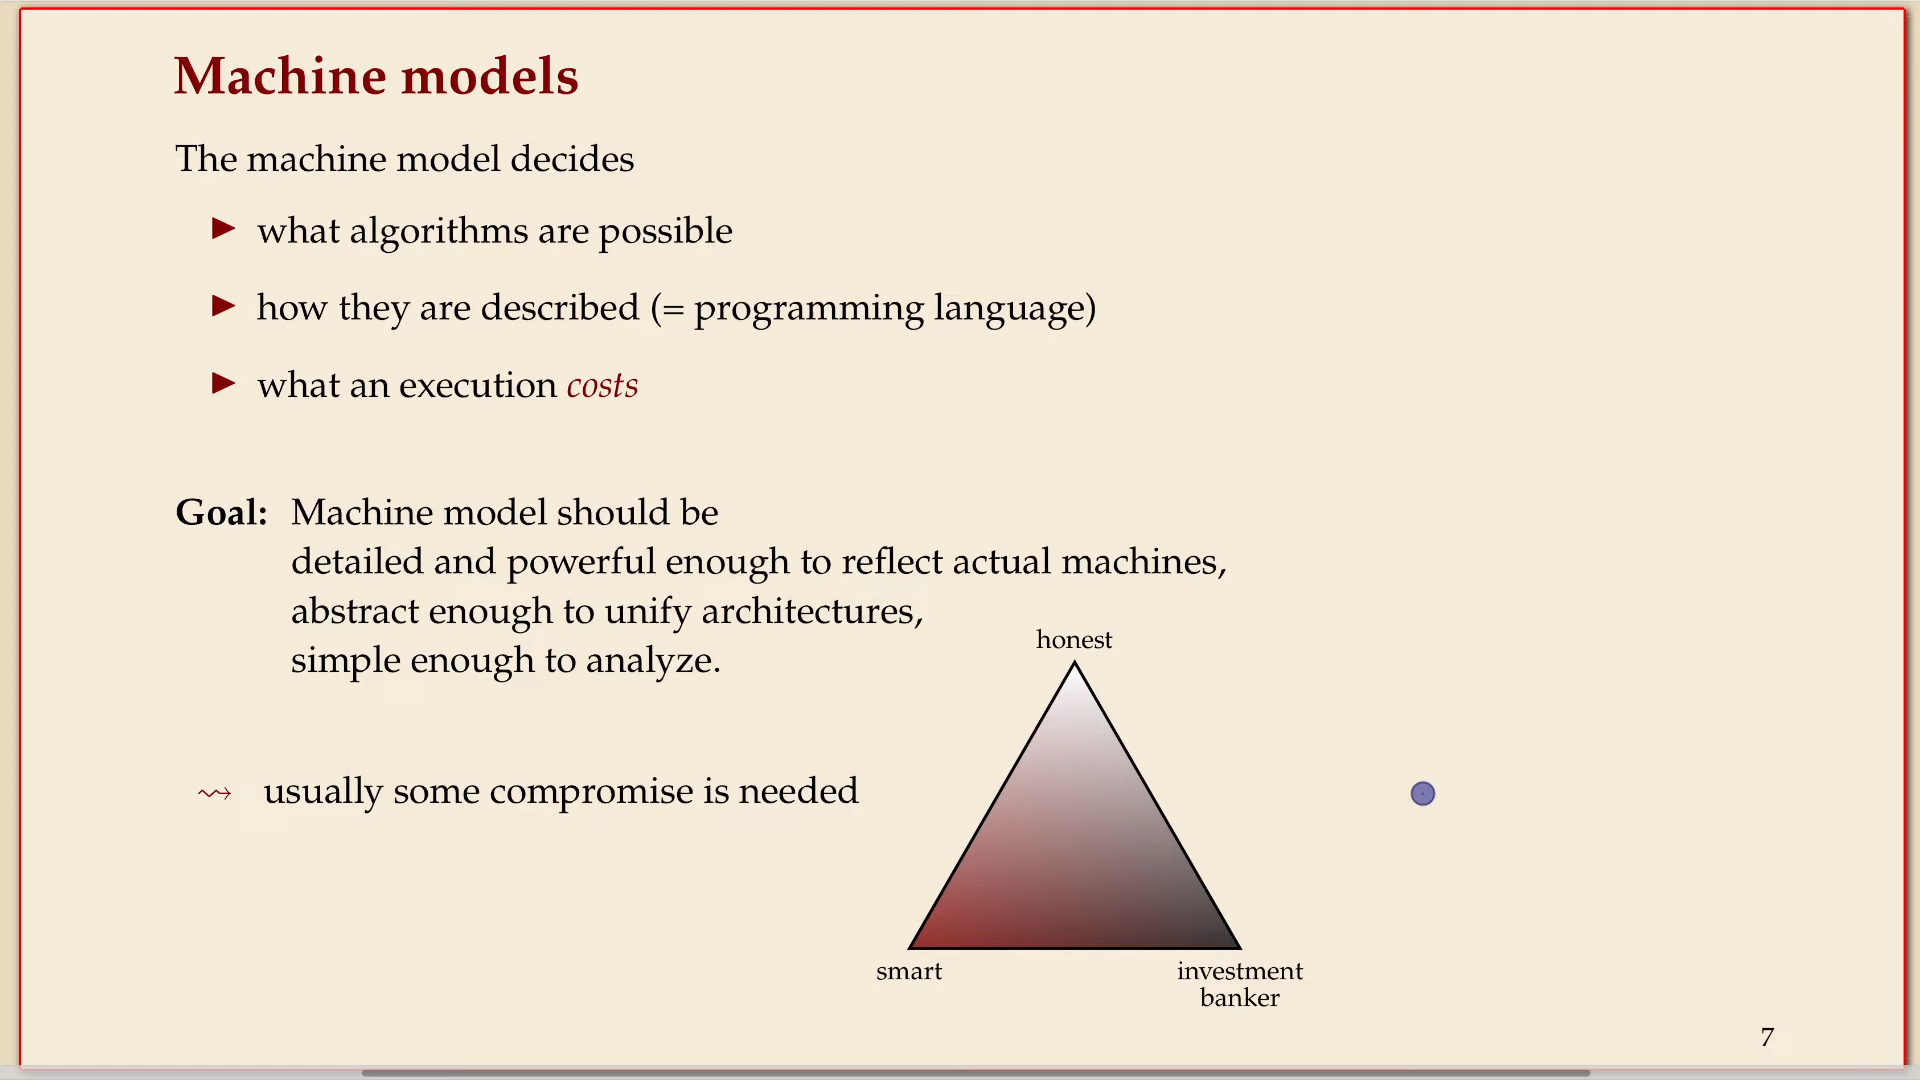 Machine models
The machine model decides
▶ what algorithms are possible
▶ how they are described (= programming language)
▶ what an execution costs
Goal: Machine model should be
detailed and powerful enough to reflect actual machines,
abstract enough to unify architectures,
simple enough to analyze.
⇝ usually some compromise is needed
honest
smart
investment
banker
7